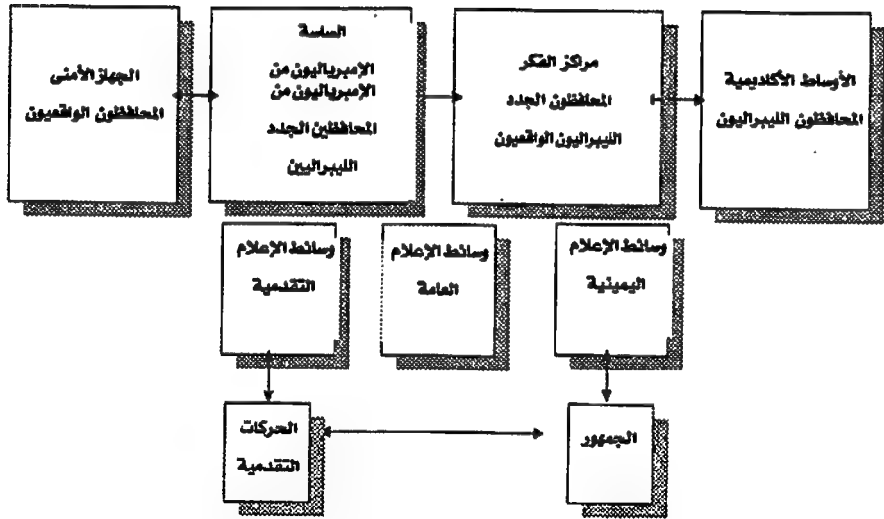 الأوساط الأكاديمية
المحافظون الليبراليون
مراكز الفكر
المحافظون الجدد
الليبراليون الواقعيون
الساسة
الإمبرياليون من
الإمبرياليون من
المحافظين الجدد
الليبراليين
الجهاز الأمنى
المحافظون الواقعيون
وسائط الإعلام
اليمينية
وسائط الإعلام
العامة
وسائط الإعلام
التقدمية
الجمهور
الحركات
التقدمية